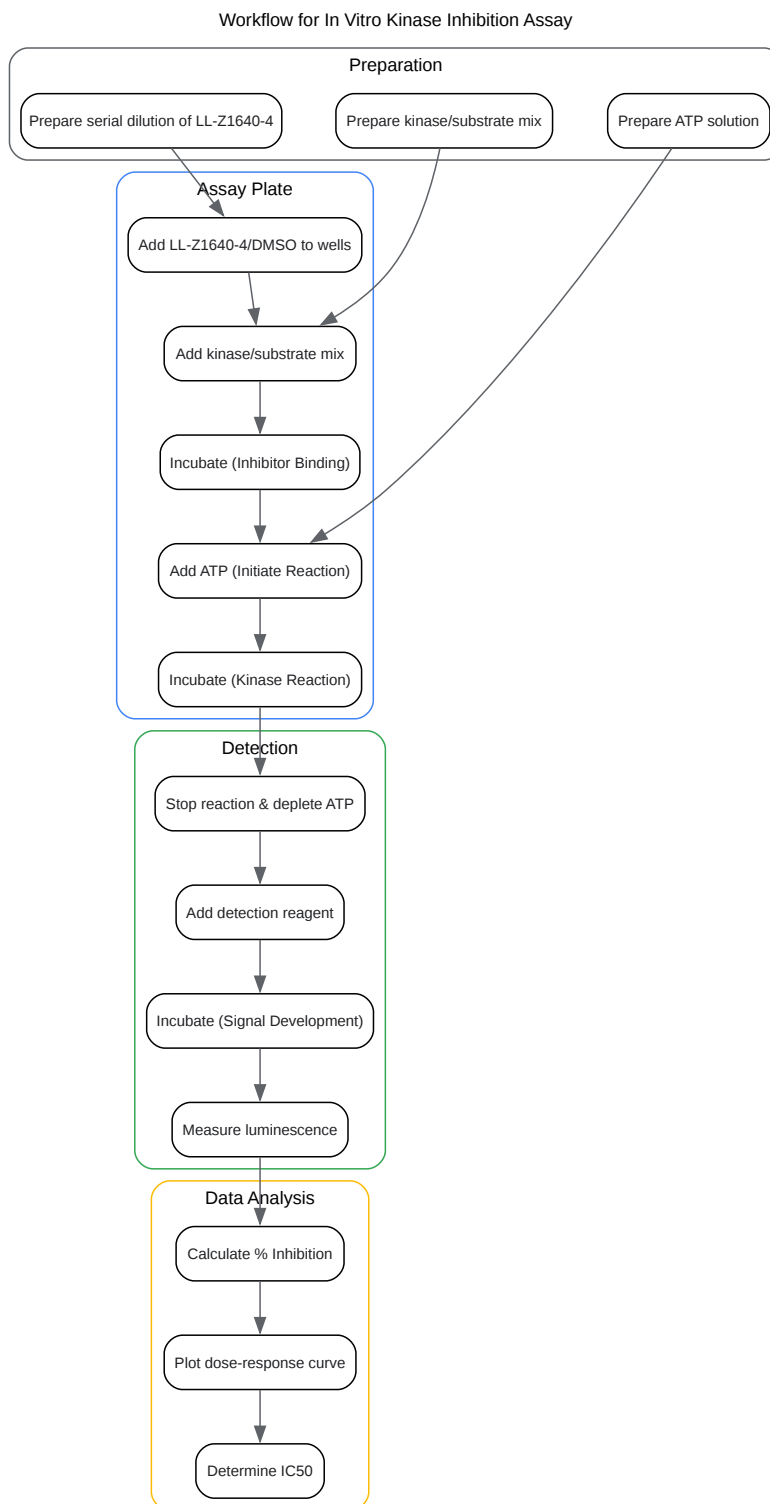 Workflow for In Vitro Kinase Inhibition Assay
Preparation
Prepare serial dilution of LL-Z1640-4
Prepare kinase/substrate mix
Prepare ATP solution
Assay Plate
Add LL-Z1640-4/DMSO to wells
Add kinase/substrate mix
Incubate (Inhibitor Binding)
Add ATP (Initiate Reaction)
Incubate (Kinase Reaction)
Detection
Stop reaction & deplete ATP
Add detection reagent
Incubate (Signal Development)
Measure luminescence
Data Analysis
Calculate % Inhibition
Plot dose-response curve
Determine IC50